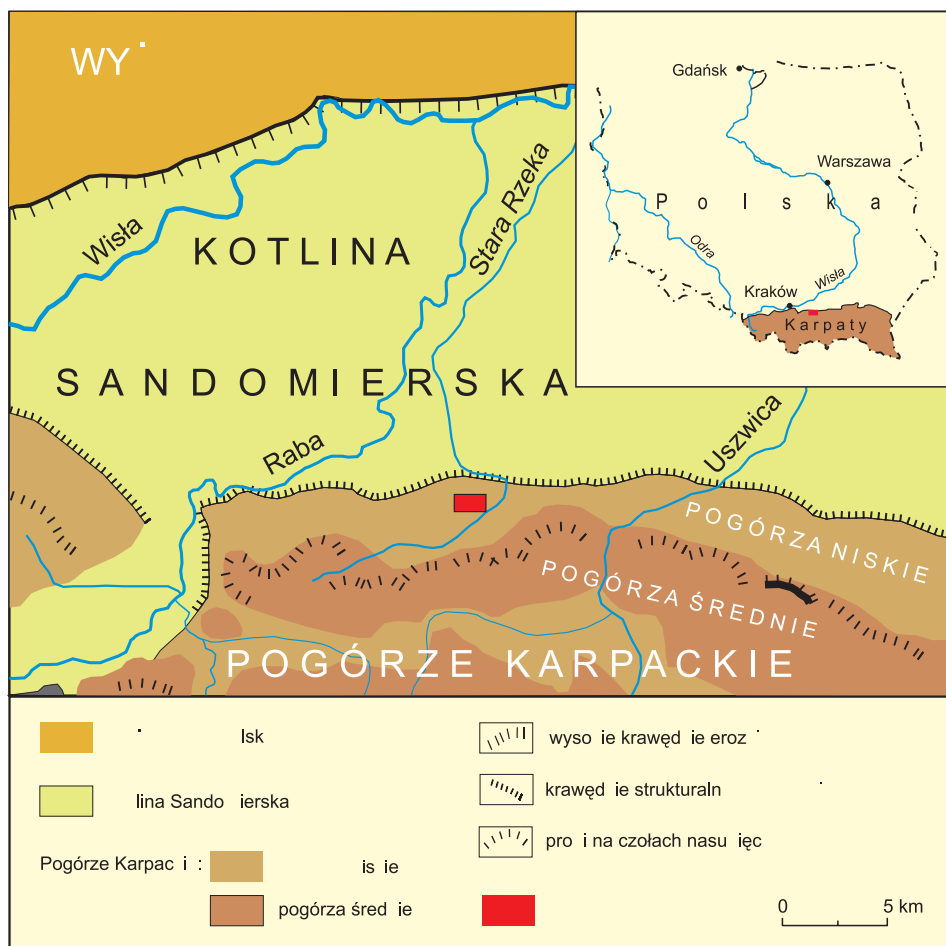 WY
Gdańsk
Warszawa
Polska
Odra
Wisła
Kraków
Karpaty
Wisła
Stara Rzeka
KOTLINA
SANDOMIERSKA
Raba
Uszwica
POGÓRZA NISKIE
POGÓRZA ŚREDNIE
POGÓRZE KARPACKIE
lsk
lina Sando ierska
Pogórze Karpac i :
is ie
pogórza śred ie
wyso ie krawęd ie eroz
krawęd ie strukturaln
pro i na czołach nasu ięc
0 5 km